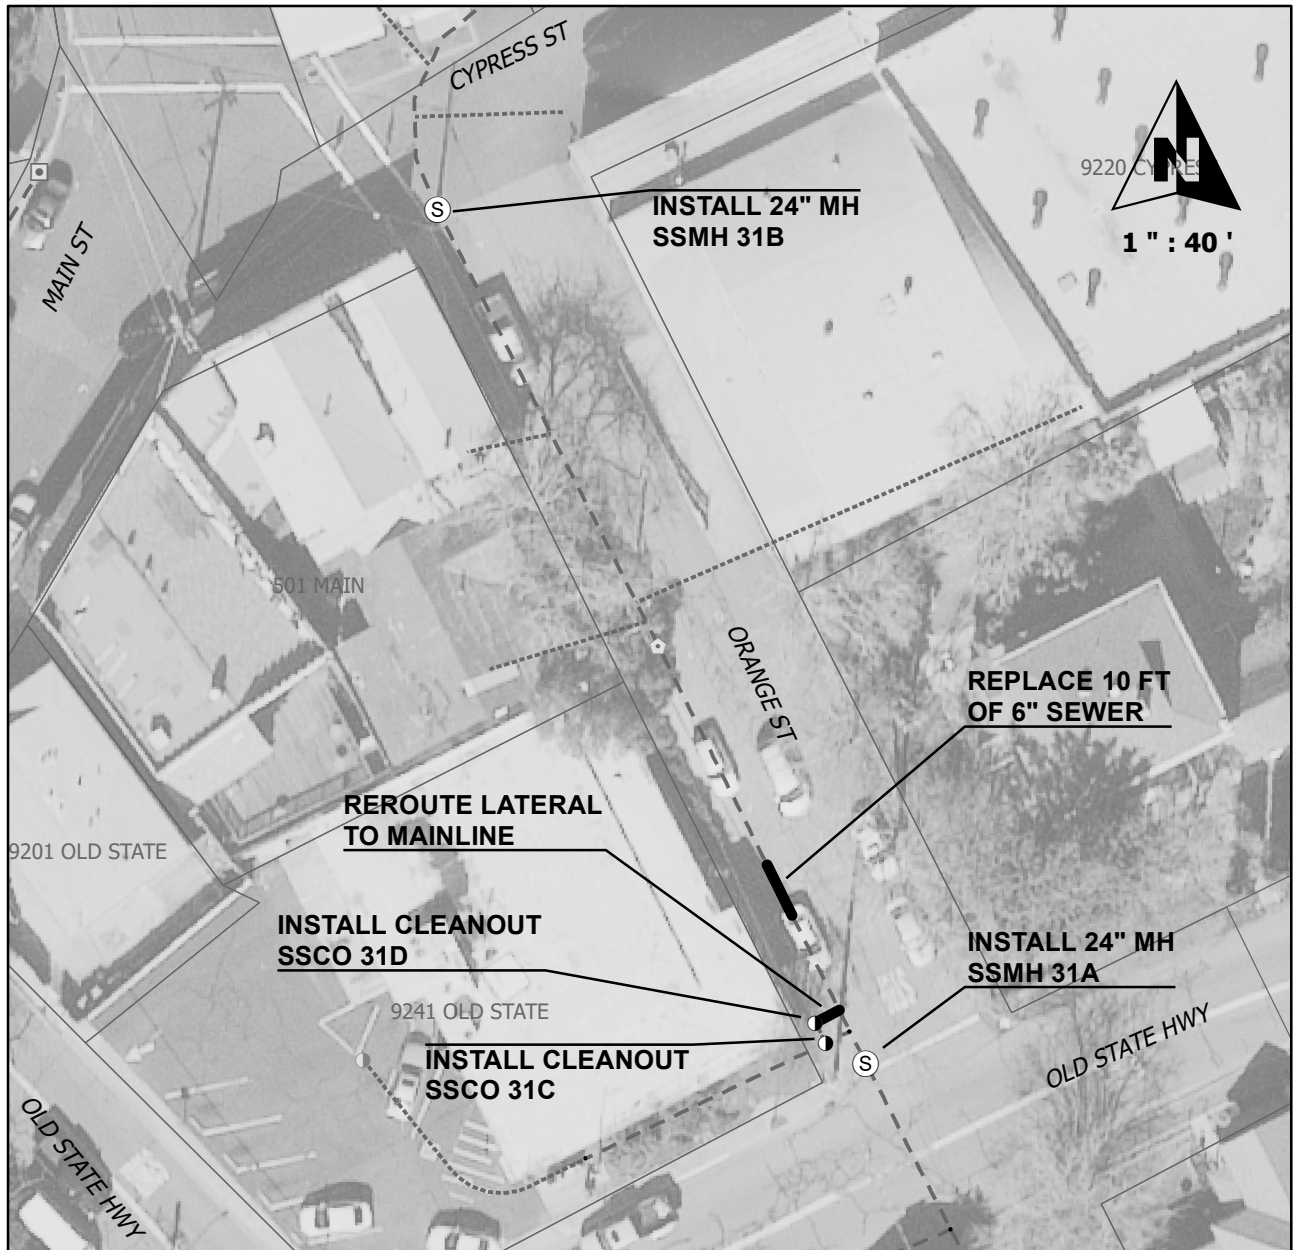 CYPRESS ST
9220 CYPRES
N
1 " : 40 '
S
INSTALL 24" MH
SSMH 31B
MAIN ST
501 MAIN
ORANGE ST
REPLACE 10 FT
OF 6" SEWER
REROUTE LATERAL
TO MAINLINE
9201 OLD STATE
INSTALL CLEANOUT
SSCO 31D
INSTALL 24" MH
SSMH 31A
9241 OLD STATE
INSTALL CLEANOUT
SSCO 31C
S
OLD STATE HWY
OLD STATE HWY